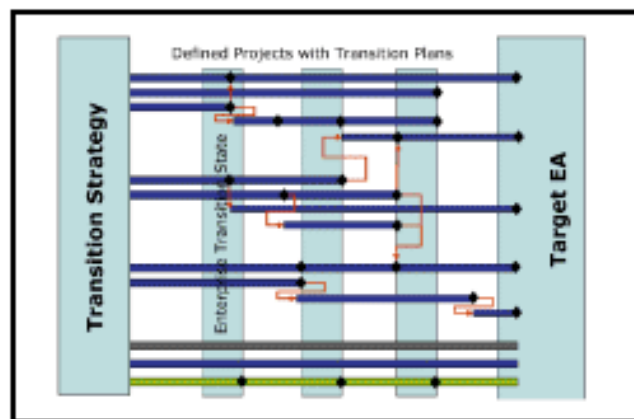 Defined Projects with Transition Plans
Transition Strategy
Enterprise Transition State
Target EA